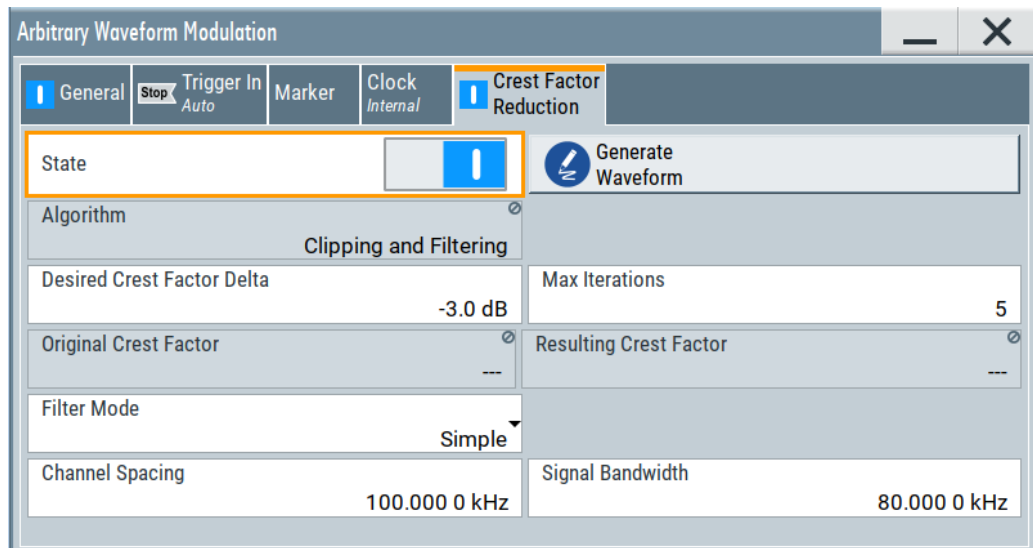 Arbitrary Waveform Modulation
General
Stop Trigger In
Auto
Marker
Clock
Internal
Crest Factor
Reduction
State
Generate
Waveform
Algorithm
Clipping and Filtering
Desired Crest Factor Delta
-3.0 dB
Max Iterations
5
Original Crest Factor
---
Resulting Crest Factor
---
Filter Mode
Simple
Channel Spacing
100.000 0 kHz
Signal Bandwidth
80.000 0 kHz